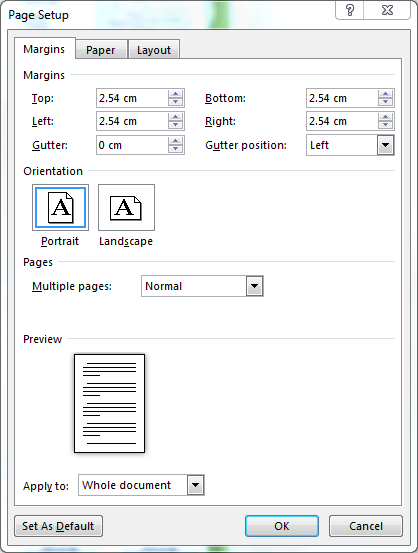 Page Setup
Margins Paper Layout
Margins
Top: 2.54 cm Bottom: 2.54 cm
Left: 2.54 cm Right: 2.54 cm
Gutter: 0 cm Gutter position: Left
Orientation
A A
Portrait Landscape
Pages
Multiple pages: Normal
Preview
Apply to: Whole document
Set As Default OK Cancel